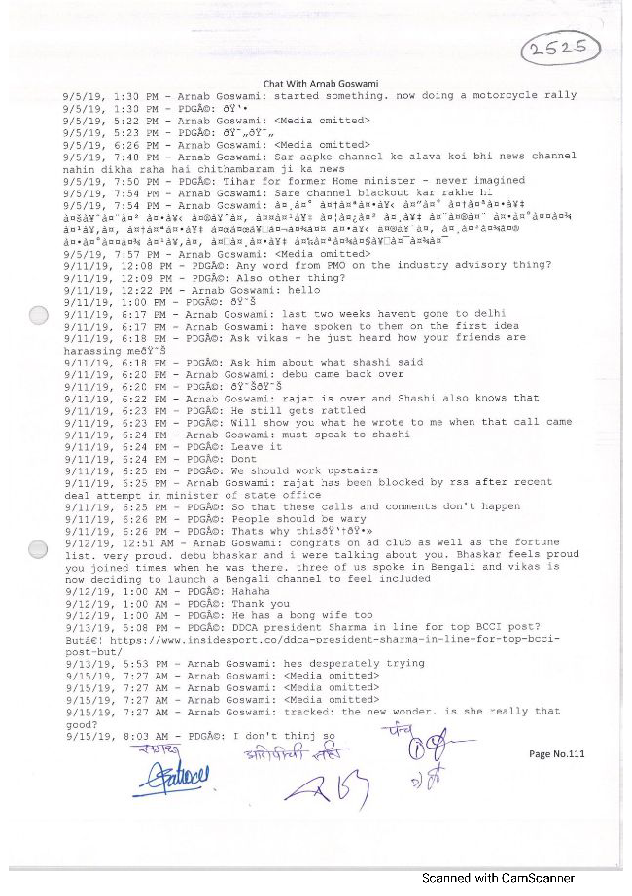 2525
Chat With Arnab Goswami
9/5/19, 1:30 PM - Arnab Goswami: started something. now doing a motorcycle rally
9/5/19, 1:30 PM - PDGÂ©: ðŸ'•
9/5/19, 5:22 PM - Arnab Goswami: <Media omitted>
9/5/19, 5:23 PM - PDGÂ©: ðŸ˜„ðŸ˜„
9/5/19, 6:26 PM - Arnab Goswami: <Media omitted>
9/5/19, 7:40 PM - Arnab Goswami: Sar aapke channel ke alava koi bhi news channel
nahin dikha raha hai chithambaram ji ka news
9/5/19, 7:50 PM - PDGÂ©: Tihar for former Home minister - never imagined
9/5/19, 7:54 PM - Arnab Goswami: Sare channel blackout kar rakhe hi
9/5/19, 7:54 PM - Arnab Goswami:
9/5/19, 7:57 PM - Arnab Goswami: <Media omitted>
9/11/19, 12:08 PM - PDGÂ©: Any word from PMO on the industry advisory thing?
9/11/19, 12:09 PM - PDGÂ©: Also other thing?
9/11/19, 12:22 PM - Arnab Goswami: hello
9/11/19, 1:00 PM - PDGÂ©: ðŸ˜Š
9/11/19, 6:17 PM - Arnab Goswami: last two weeks havent gone to delhi
9/11/19, 6:17 PM - Arnab Goswami: have spoken to them on the first idea
9/11/19, 6:18 PM - PDGÂ©: Ask vikas - he just heard how your friends are
harassing meðŸ˜Š
9/11/19, 6:18 PM - PDGÂ©: Ask him about what shashi said
9/11/19, 6:20 PM - Arnab Goswami: debu came back over
9/11/19, 6:20 PM - PDGÂ©: ðŸ˜ŠðŸ˜Š
9/11/19, 6:22 PM - Arnab Goswami: rajat is over and Shashi also knows that
9/11/19, 6:23 PM - PDGÂ©: He still gets rattled
9/11/19, 6:23 PM - PDGÂ©: Will show you what he wrote to me when that call came
9/11/19, 6:24 PM - Arnab Goswami: must speak to shashi
9/11/19, 6:24 PM - PDGÂ©: Leave it
9/11/19, 6:24 PM - PDGÂ©: Dont
9/11/19, 6:25 PM - PDGÂ©: We should work upstairs
9/11/19, 6:25 PM - Arnab Goswami: rajat has been blocked by rss after recent
deal attempt in minister of state office
9/11/19, 6:25 PM - PDGÂ©: So that these calls and comments don't happen
9/11/19, 6:26 PM - PDGÂ©: People should be wary
9/11/19, 6:26 PM - PDGÂ©: Thats why this
9/12/19, 12:51 AM - Arnab Goswami: congrats on ad club as well as the fortune
list. very proud. debu bhaskar and i were talking about you. Bhaskar feels proud
you joined times when he was there. three of us spoke in Bengali and vikas is
now deciding to launch a Bengali channel to feel included
9/12/19, 1:00 AM - PDGÂ©: Hahaha
9/12/19, 1:00 AM - PDGÂ©: Thank you
9/12/19, 1:00 AM - PDGÂ©: He has a bong wife too
9/13/19, 5:08 PM - PDGÂ©: DDCA president Sharma in line for top BCCI post?
Butâ€¦ https://www.insidesport.co/ddca-president-sharma-in-line-for-top-bcci-
post-but/
9/13/19, 5:53 PM - Arnab Goswami: hes desperately trying
9/15/19, 7:27 AM - Arnab Goswami: <Media omitted>
9/15/19, 7:27 AM - Arnab Goswami: <Media omitted>
9/15/19, 7:27 AM - Arnab Goswami: <Media omitted>
9/15/19, 7:27 AM - Arnab Goswami: tracked: the new wonder. is she really that
good?
9/15/19, 8:03 AM - PDGÂ©: I don't thinj so
पंच
Page No.111
Scanned with CamScanner